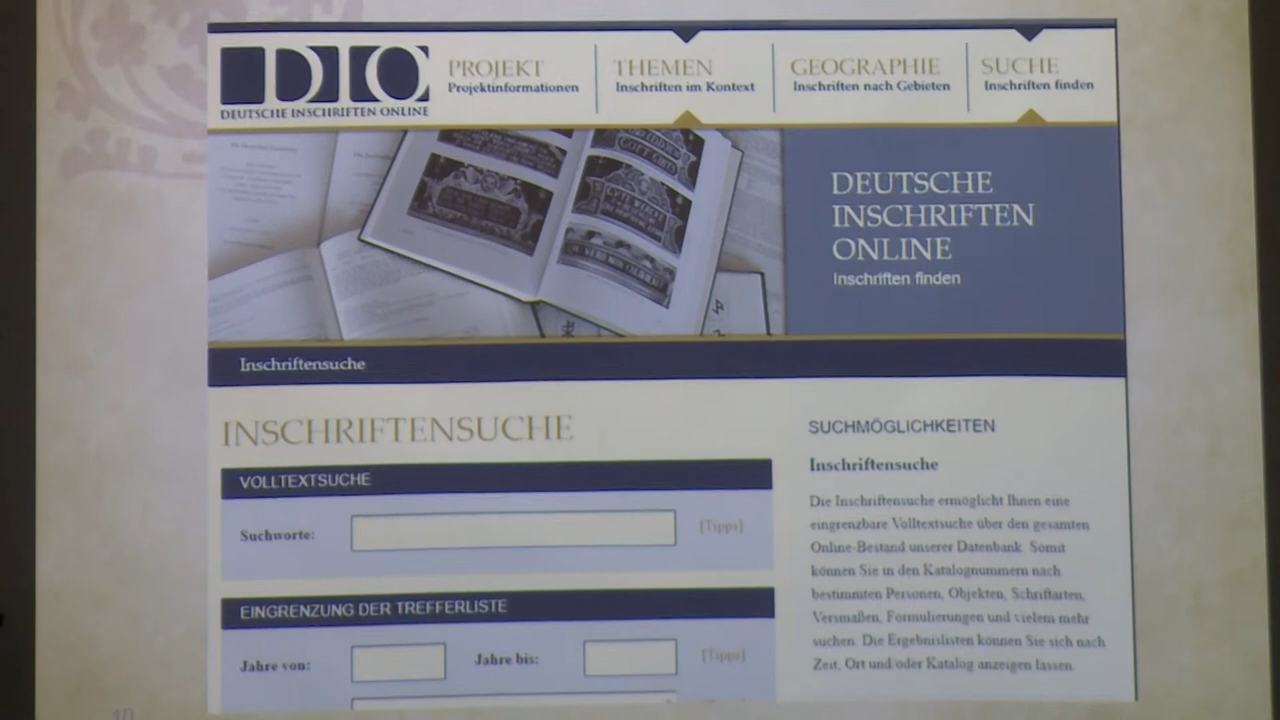 DIO
DEUTSCHE INSCHRIFTEN ONLINE
PROJEKT
Projektinformationen
THEMEN
Inschriften im Kontext
GEOGRAPHIE
Inschriften nach Gebieten
SUCHE
Inschriften finden
GOTT GIBT
DEUTSCHE
INSCHRIFTEN
ONLINE
Inschriften finden
Inschriftensuche
INSCHRIFTENSUCHE
VOLLTEXTSUCHE
Suchworte:
[Tipps]
EINGRENZUNG DER TREFFERLISTE
Jahre von:
Jahre bis:
[Tipps]
SUCHMÖGLICHKEITEN
Inschriftensuche
Die Inschriftensuche ermöglicht Ihnen eine
eingrenzbare Volltextsuche über den gesamten
Online-Bestand unserer Datenbank. Somit
können Sie in den Katalognummern nach
bestimmten Personen, Objekten, Schriftarten,
Versmaßen, Formulierungen und vielem mehr
suchen. Die Ergebnislisten können Sie sich nach
Zeit, Ort und/oder Katalog anzeigen lassen.
10